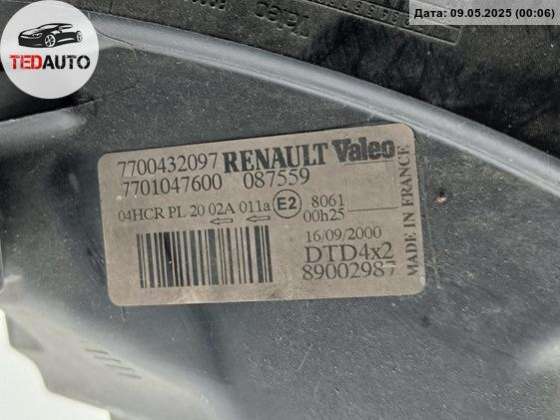 Дата: 09.05.2025 (00:06)
TEDAUTO
7700432097 RENAULT Valeo
7701047600 087559
04HCR PL 20 02A 011a E2 8061
00h25
16/09/2000
DTD4x2
89002987
MADE IN FRANCE